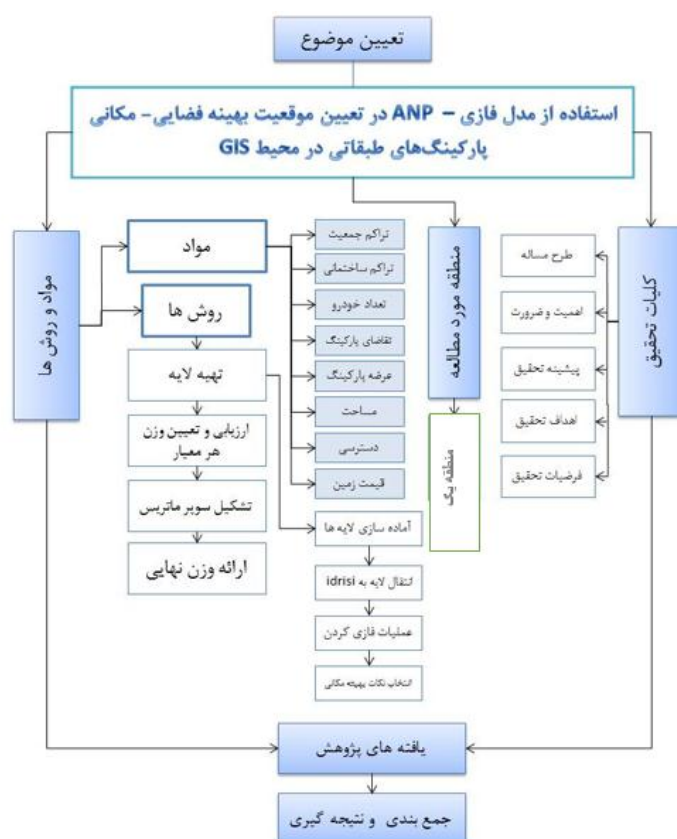 تعیین موضوع
استفاده از مدل فازی – ANP در تعیین موقعیت بهینه فضایی- مکانی
پارکینگ‌های طبقاتی در محیط GIS
کلیات تحقیق
طرح مساله
اهمیت و ضرورت
پیشینه تحقیق
اهداف تحقیق
فرضیات تحقیق
منطقه مورد مطالعه
منطقه یک
مواد و روش ها
مواد
تراکم جمعیت
تراکم ساختمانی
تعداد خودرو
تقاضای پارکینگ
عرضه پارکینگ
مساحت
دسترسی
قیمت زمین
روش ها
تهیه لایه
ارزیابی و تعیین وزن
هر معیار
تشکیل سوپر ماتریس
ارائه وزن نهایی
آماده سازی لایه ها
انتقال لایه به idrisi
عملیات فازی کردن
انتخاب نکات بهینه مکانی
یافته های پژوهش
جمع بندی و نتیجه گیری